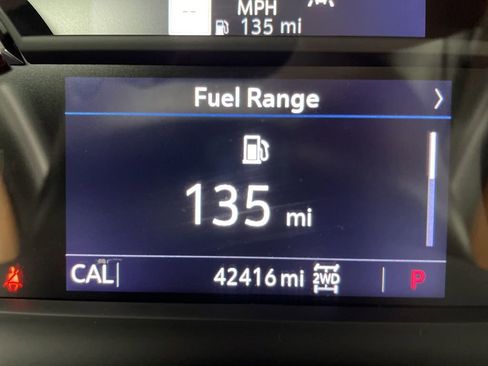 MPH
135 mi
Fuel Range
135 mi
CAL 42416 mi 2WD P